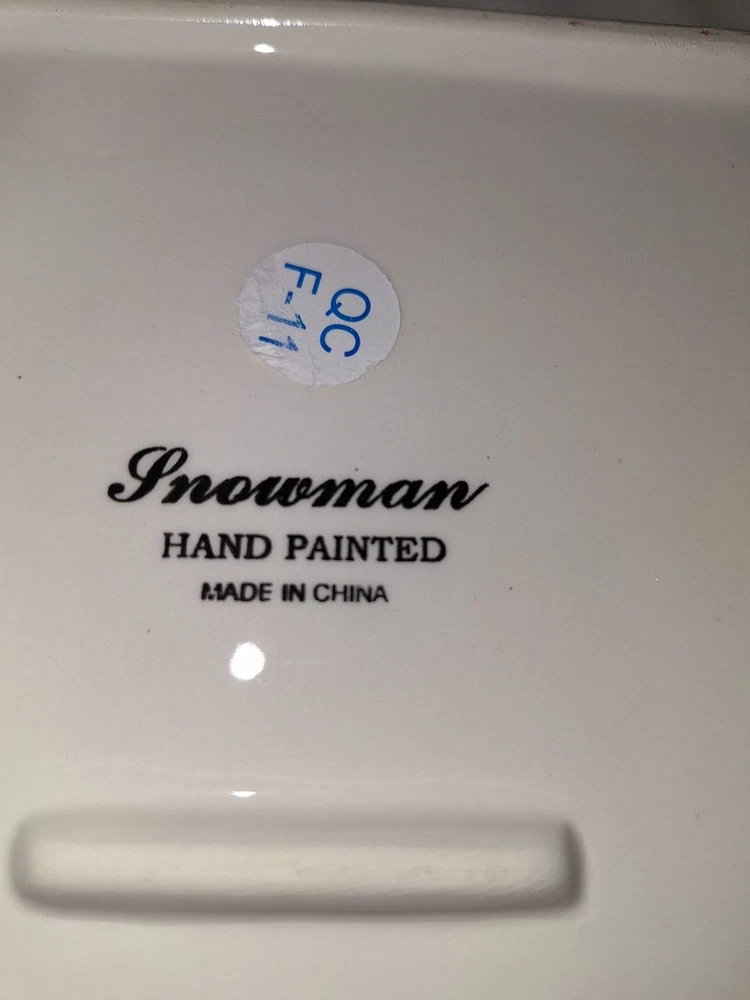 QC
F-11
Snowman
HAND PAINTED
MADE IN CHINA